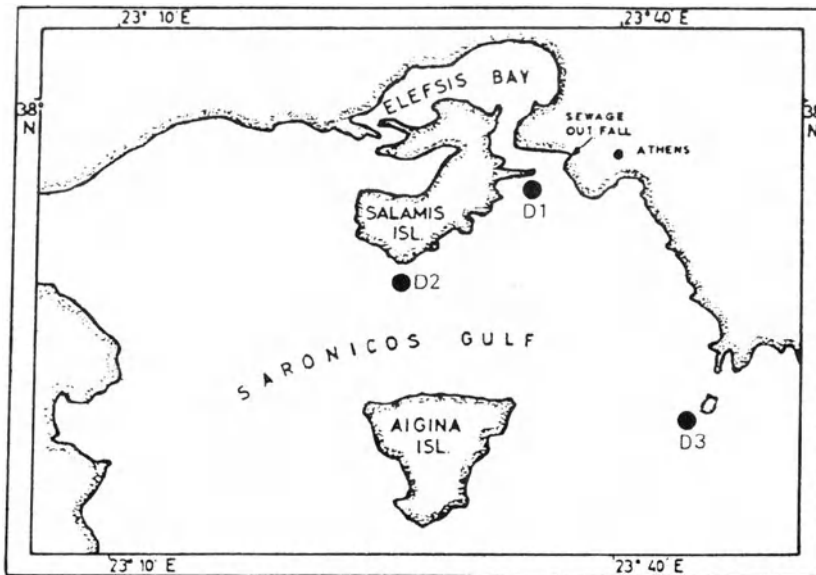 23° 10' E
23° 40' E
38°
N
38°
N
ELEFSIS BAY
SEWAGE
OUT FALL
ATHENS
D1
SALAMIS
ISL.
D2
SARONICOS GULF
AIGINA
ISL.
D3
23° 10' E
23° 40' E